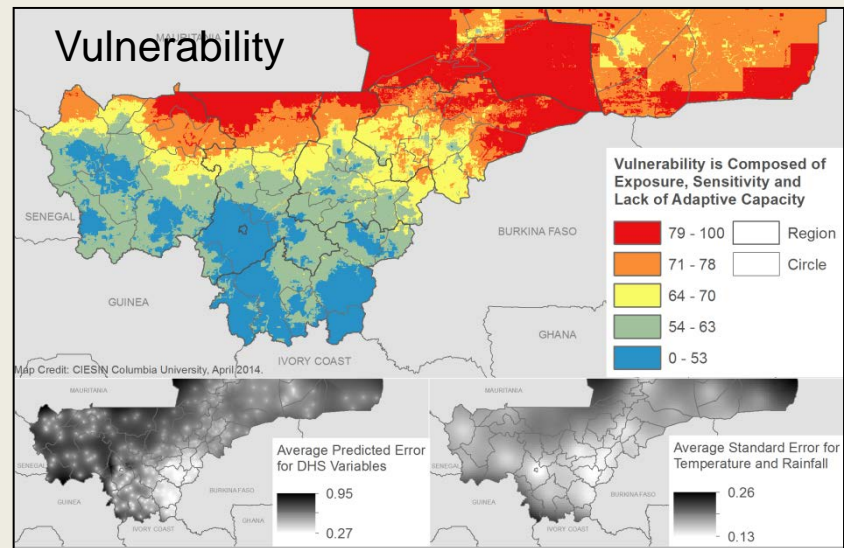 MAURITANIA
Vulnerability
Vulnerability is Composed of
Exposure, Sensitivity and
Lack of Adaptive Capacity
79 - 100
Region
71 - 78
Circle
64 - 70
54 - 63
0 - 53
SENEGAL
BURKINA FASO
GUINEA
GHANA
IVORY COAST
Map Credit: CIESIN Columbia University, April 2014.
MAURITANIA
SENEGAL
GUINEA
BURKINA FASO
IVORY COAST
GHANA
Average Predicted Error
for DHS Variables
0.95
0.27
MAURITANIA
SENEGAL
GUINEA
BURKINA FASO
IVORY COAST
Average Standard Error for
Temperature and Rainfall
0.26
0.13